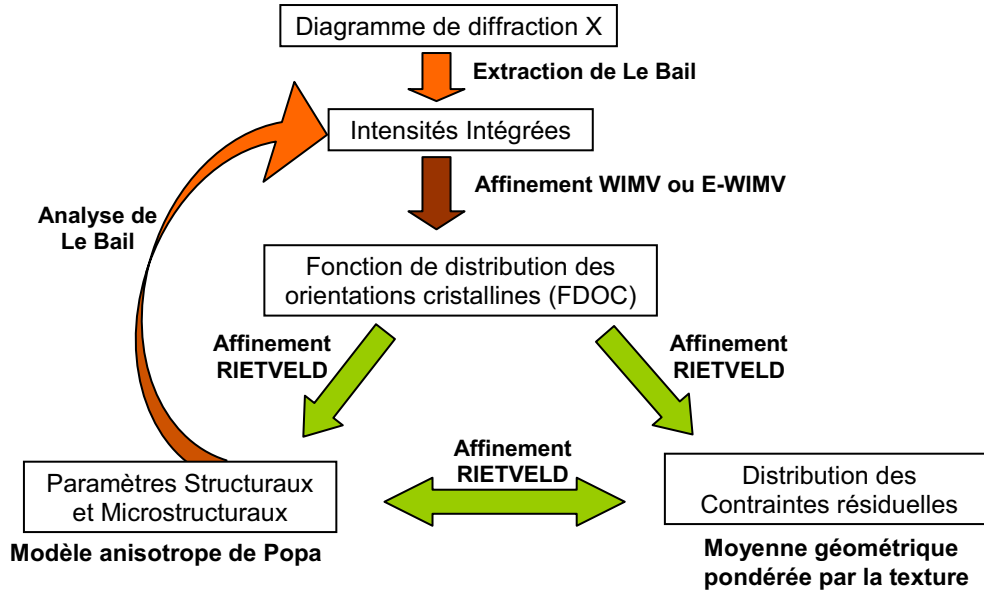 Diagramme de diffraction X
Extraction de Le Bail
Intensités Intégrées
Affinement WIMV ou E-WIMV
Analyse de
Le Bail
Fonction de distribution des
orientations cristallines (FDOC)
Affinement
RIETVELD
Affinement
RIETVELD
Affinement
RIETVELD
Paramètres Structuraux
et Microstructuraux
Modèle anisotrope de Popa
Distribution des
Contraintes résiduelles
Moyenne géométrique
pondérée par la texture